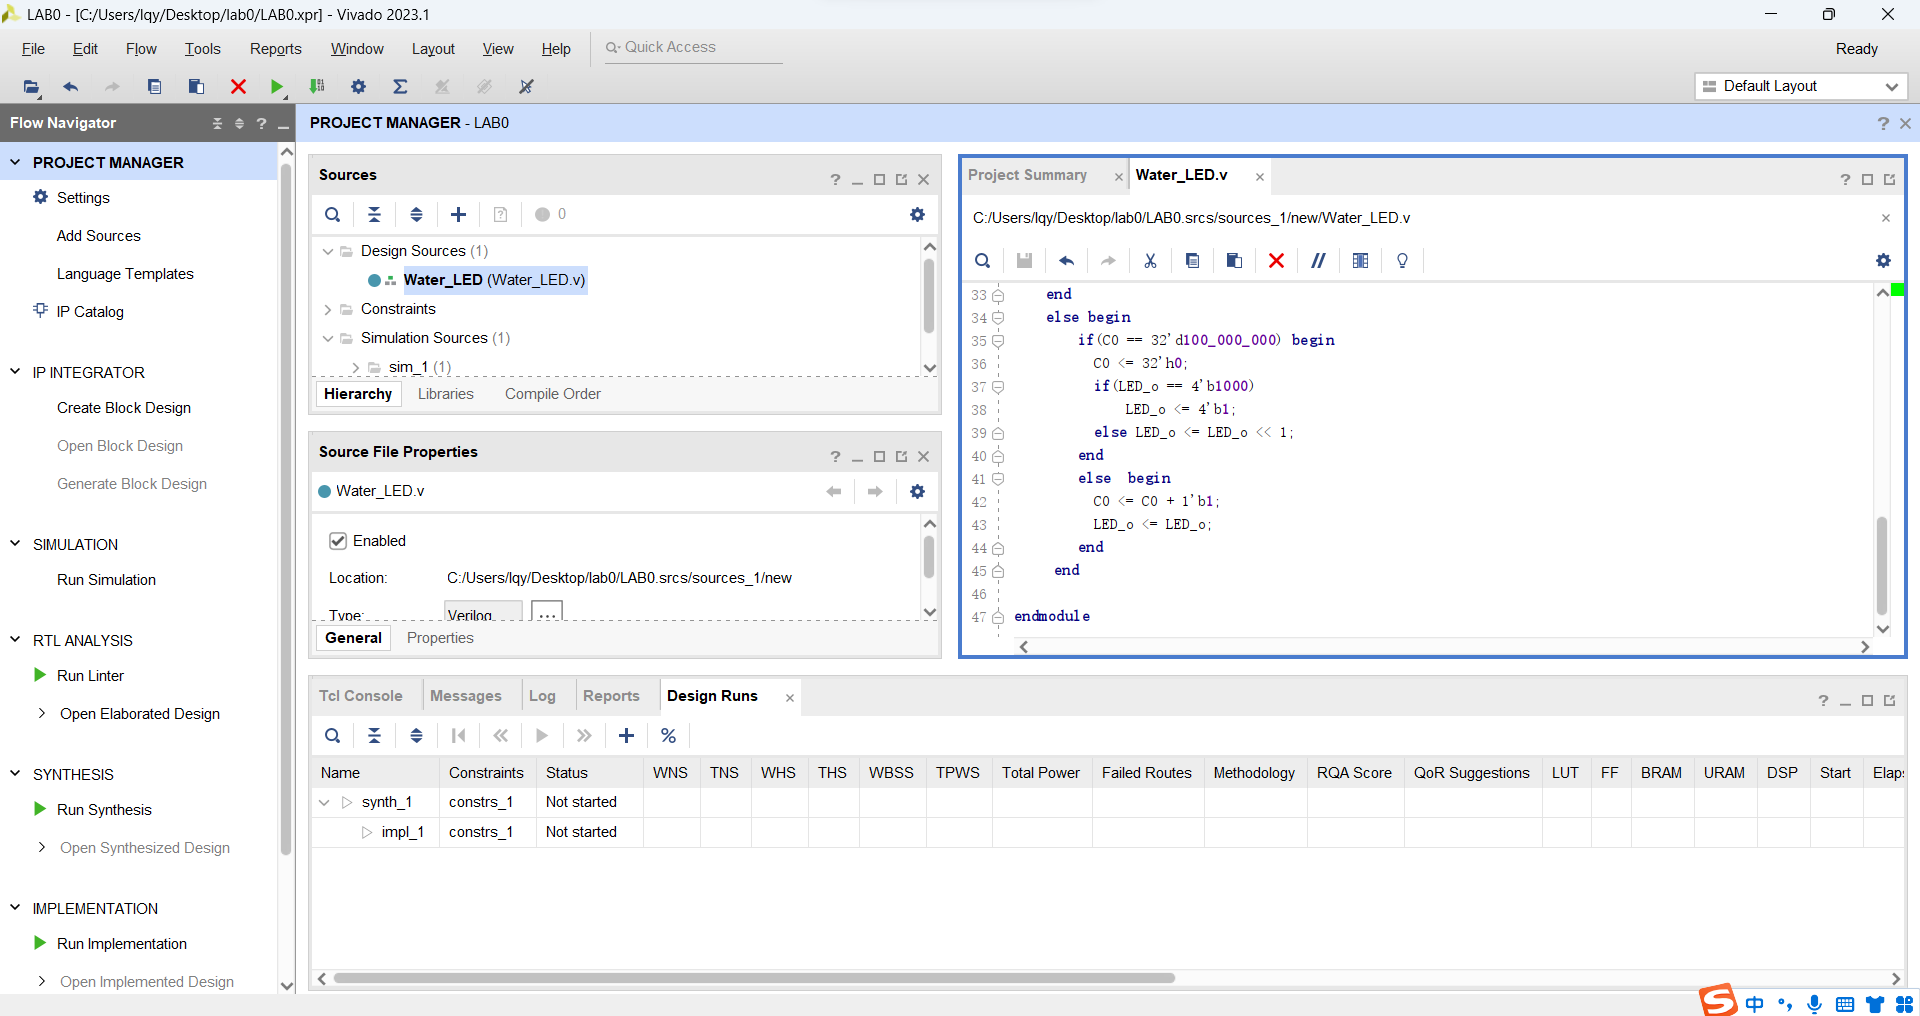 LAB0 - [C:/Users/lqy/Desktop/lab0/LAB0.xpr] - Vivado 2023.1
File Edit Flow Tools Reports Window Layout View Help Quick Access Ready
Default Layout
Flow Navigator
PROJECT MANAGER
Settings
Add Sources
Language Templates
IP Catalog
IP INTEGRATOR
Create Block Design
Open Block Design
Generate Block Design
SIMULATION
Run Simulation
RTL ANALYSIS
Run Linter
Open Elaborated Design
SYNTHESIS
Run Synthesis
Open Synthesized Design
IMPLEMENTATION
Run Implementation
Open Implemented Design
PROJECT MANAGER - LAB0
Sources
0
Design Sources (1)
Water_LED (Water_LED.v)
Constraints
Simulation Sources (1)
sim_1 (1)
Hierarchy Libraries Compile Order
Source File Properties
Water_LED.v
Enabled
Location: C:/Users/lqy/Desktop/lab0/LAB0.srcs/sources_1/new
Type: Verilog ...
General Properties
Project Summary Water_LED.v
C:/Users/lqy/Desktop/lab0/LAB0.srcs/sources_1/new/Water_LED.v
33 end
34 else begin
35 if(C0 == 32'd100_000_000) begin
36 C0 <= 32'h0;
37 if(LED_o == 4'b1000)
38 LED_o <= 4'b1;
39 else LED_o <= LED_o << 1;
40 end
41 else begin
42 C0 <= C0 + 1'b1;
43 LED_o <= LED_o;
44 end
45 end
46
47 endmodule
Tcl Console Messages Log Reports Design Runs
Name Constraints Status WNS TNS WHS THS WBSS TPWS Total Power Failed Routes Methodology RQA Score QoR Suggestions LUT FF BRAM URAM DSP Start Elap
synth_1 constrs_1 Not started
impl_1 constrs_1 Not started
中